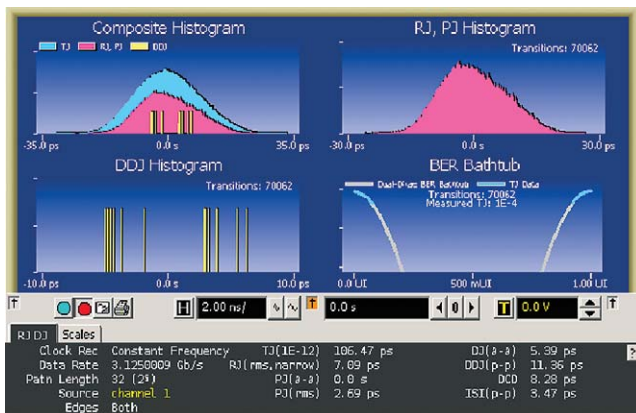 Composite Histogram
TJ RJ, PJ DDJ
-35.0 ps 0.0 s 35.0 ps
RJ, PJ Histogram
Transitions: 70062
-30.0 ps 0.0 s 30.0 ps
DDJ Histogram
Transitions: 70062
-10.0 ps 0.0 s 10.0 ps
BER Bathtub
Dual-Dirac BER Bathtub TJ Data
Transitions: 70062
Measured TJ: 1E-4
0.0 UI 500 mUI 1.00 UI
H 2.00 ns/ 0.0 s 0 T 0.0 V
RJDJ Scales
Clock Rec Constant Frequency TJ(1E-12) 106.47 ps DJ(δ-δ) 5.39 ps
Data Rate 3.1250009 Gb/s RJ(rms,narrow) 7.09 ps DDJ(p-p) 11.36 ps
Patn Length 32 (2⁵) PJ(δ-δ) 0.0 s DCD 8.28 ps
Source channel 1 PJ(rms) 2.69 ps ISI(p-p) 3.47 ps
Edges Both
?